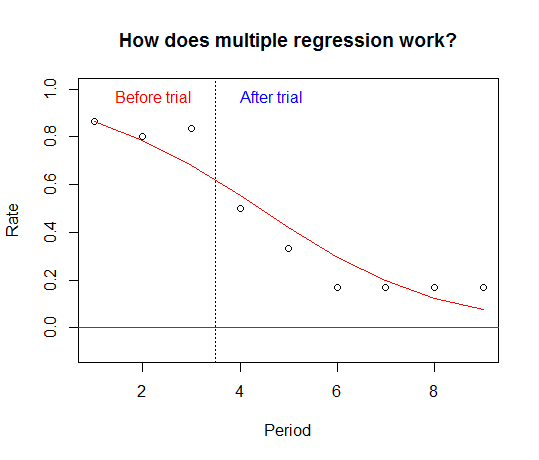 How does multiple regression work?
Before trial
After trial
Rate
1.0
0.8
0.6
0.4
0.2
0.0
2
4
6
8
Period